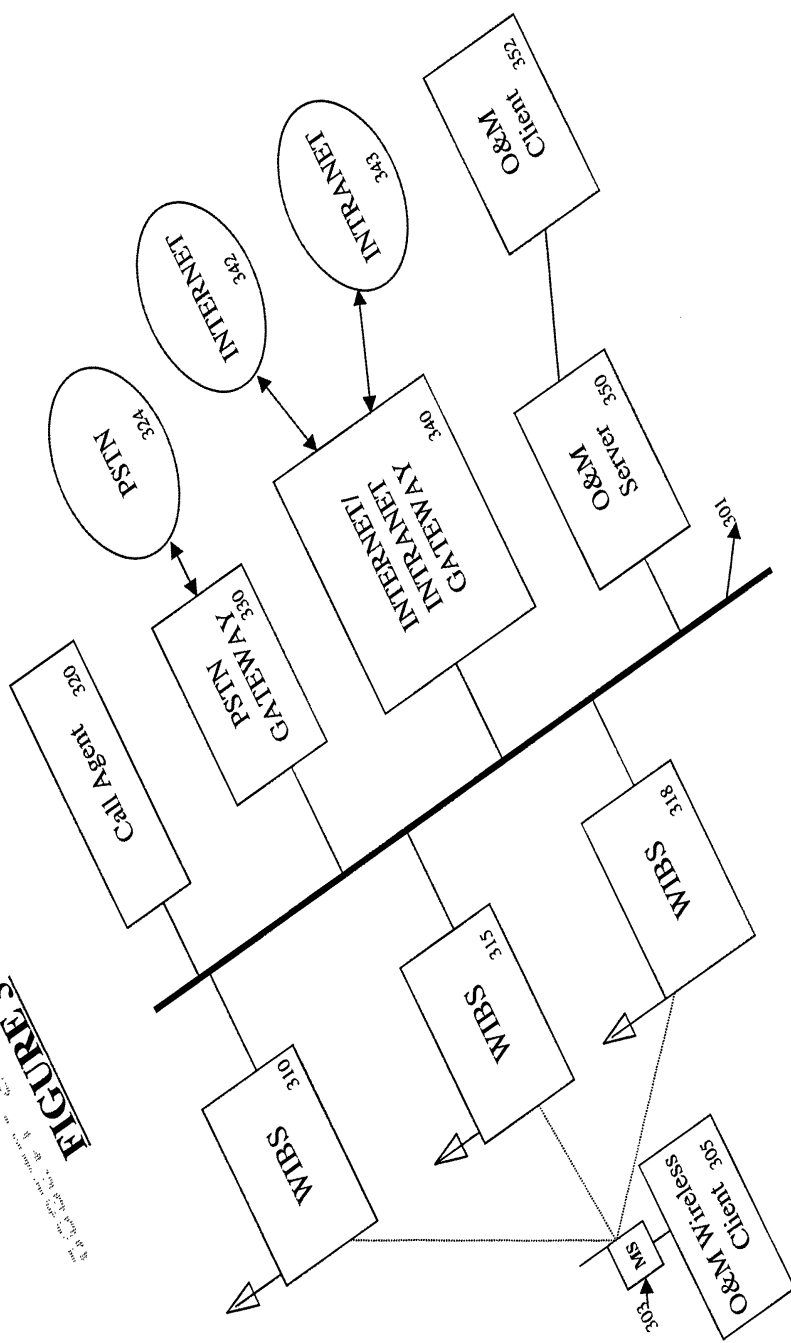 O&M
Client 352
INTRANET
343
INTERNET
342
PSTN
324
O&M
Server 350
INTERNET/
INTRANET
GATEWAY
340
PSTN
GATEWAY
330
Call Agent 320
301
WIBS
318
WIBS
315
WIBS
310
MS
303
O&M Wireless
Client 305
FIGURE 3